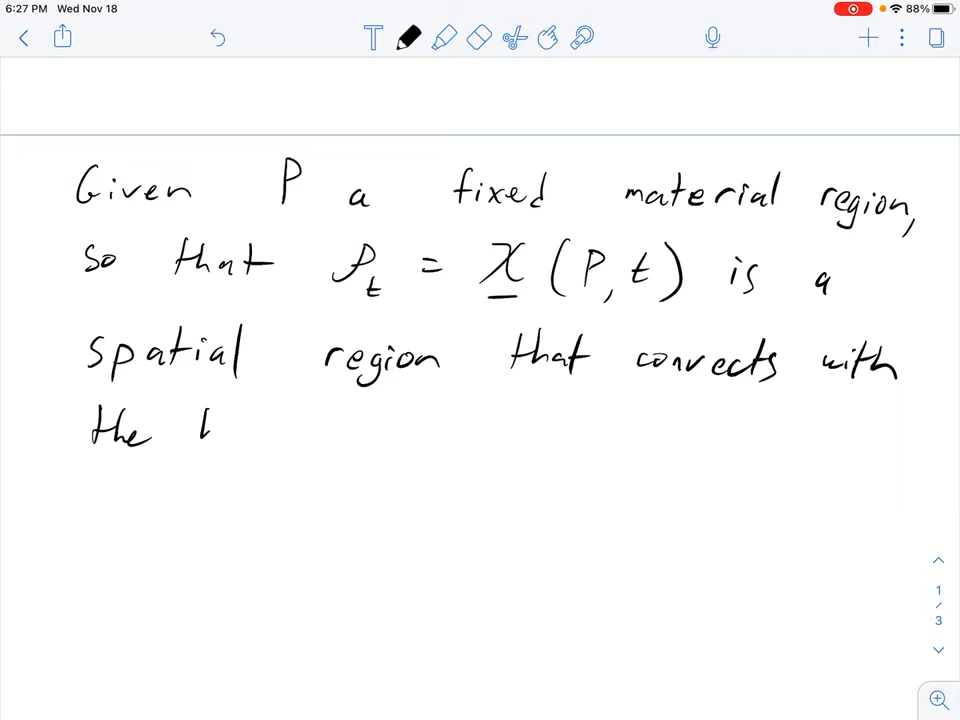 6:27 PM Wed Nov 18 88%
T
Given P a fixed material region,
so that 𝒫_t = χ (P, t) is a
spatial region that convects with
the
1
/
3